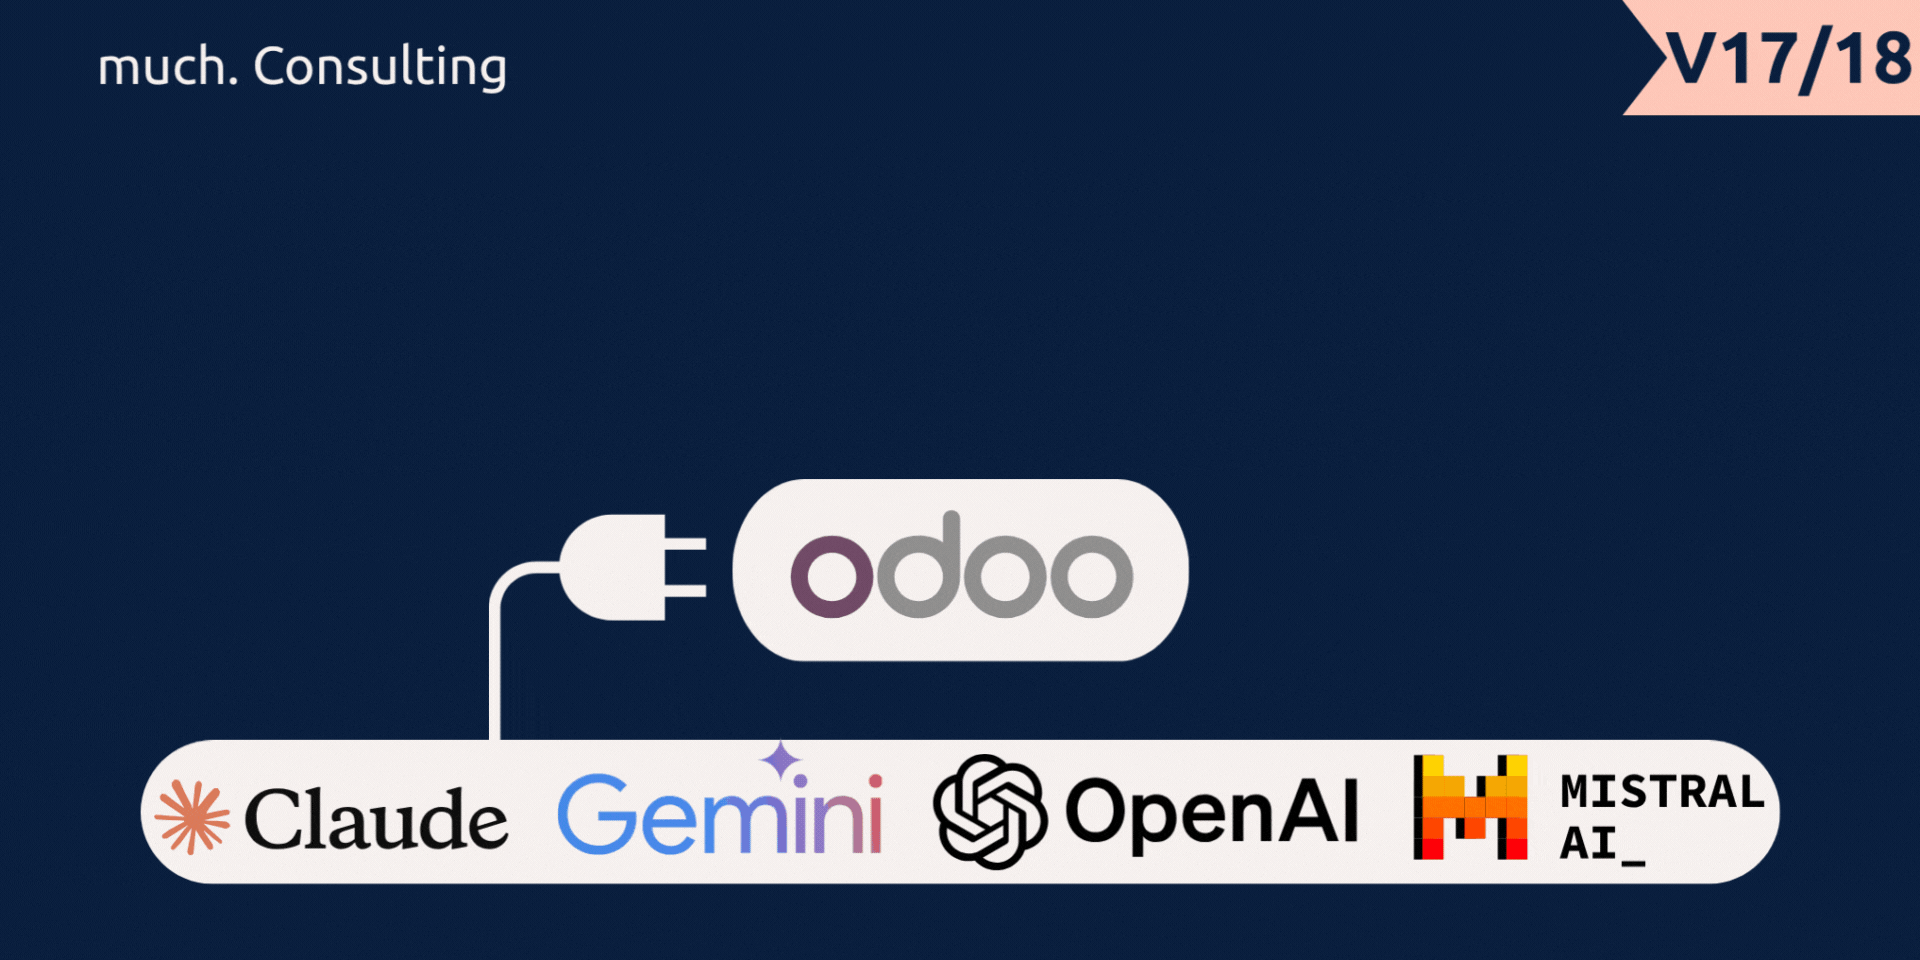 much. Consulting
V17/18
odoo
Claude
Gemini
OpenAI
MISTRAL
AI_